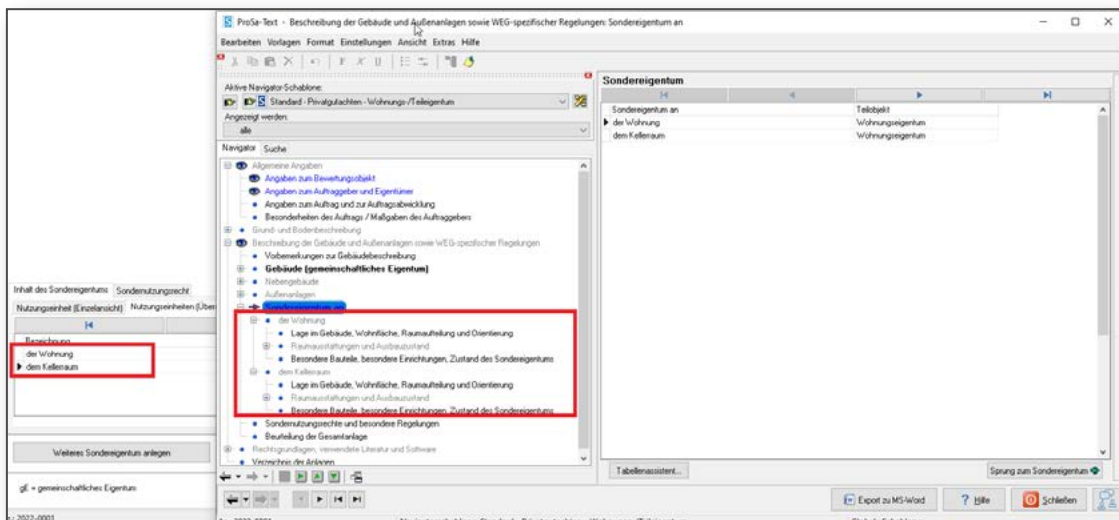 ProSa-Text - Beschreibung der Gebäude und Außenanlagen sowie WEG-spezifischer Regelungen: Sondereigentum an
Bearbeiten Vorlagen Format Einstellungen Ansicht Extras Hilfe
Aktive Navigator-Schablone:
Standard - Privatgutachten - Wohnungs-/Teileigentum
Angezeigt werden:
alle
Navigator Suche
Allgemeine Angaben
Angaben zum Bewertungsobjekt
Angaben zum Auftraggeber und Eigentümer
Angaben zum Auftrag und zur Auftragsabwicklung
Besonderheiten des Auftrags / Maßgaben des Auftraggebers
Grund- und Bodenbeschreibung
Beschreibung der Gebäude und Außenanlagen sowie WEG-spezifischer Regelungen
Vorbemerkungen zur Gebäudebeschreibung
Gebäude (gemeinschaftliches Eigentum)
Nebengebäude
Außenanlagen
Sondereigentum an
der Wohnung
Lage im Gebäude, Wohnfläche, Raumaufteilung und Orientierung
Raumausstattungen und Ausbauzustand
Besondere Bauteile, besondere Einrichtungen, Zustand des Sondereigentums
dem Kellerraum
Lage im Gebäude, Wohnfläche, Raumaufteilung und Orientierung
Raumausstattungen und Ausbauzustand
Besondere Bauteile, besondere Einrichtungen, Zustand des Sondereigentums
Sondernutzungsrechte und besondere Regelungen
Beurteilung der Gesamtanlage
Rechtsgrundlagen, verwendete Literatur und Software
Verzeichnis der Anlagen
Sondereigentum
Sondereigentum an Teilobjekt
der Wohnung Wohnungseigentum
dem Kellerraum Wohnungseigentum
Tabellenassistent...
Sprung zum Sondereigentum
Export zu MS-Word
Hilfe
Schließen
Inhalt des Sondereigentums Sondernutzungsrecht
Nutzungseinheit (Einzelansicht) Nutzungseinheiten (Über
Bezeichnung
der Wohnung
dem Kellerraum
Weiteres Sondereigentum anlegen
gE = gemeinschaftliches Eigentum
2022-0001